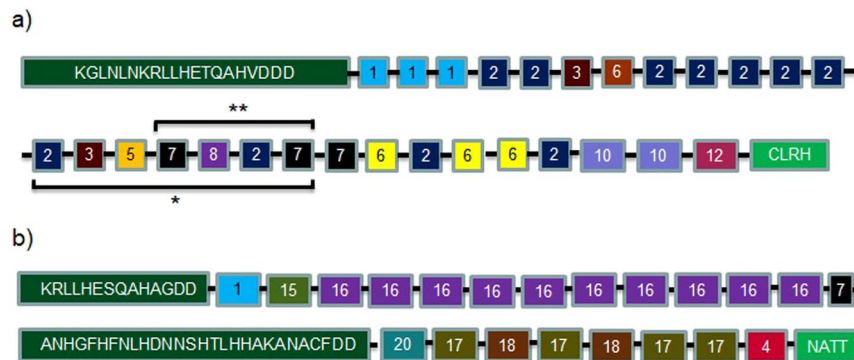 a)
KGLNLNKRLLHETQAHVDDD 1 1 1 2 2 3 6 2 2 2 2 2
**
2 3 5 7 8 2 7 7 6 2 6 6 2 10 10 12 CLRH
*
b)
KRLLHESQAHAGDD 1 15 16 16 16 16 16 16 16 16 16 16 7
ANHGFHFNLHDNNSHTLHHAKANACFDD 20 17 18 17 18 17 17 4 NATT